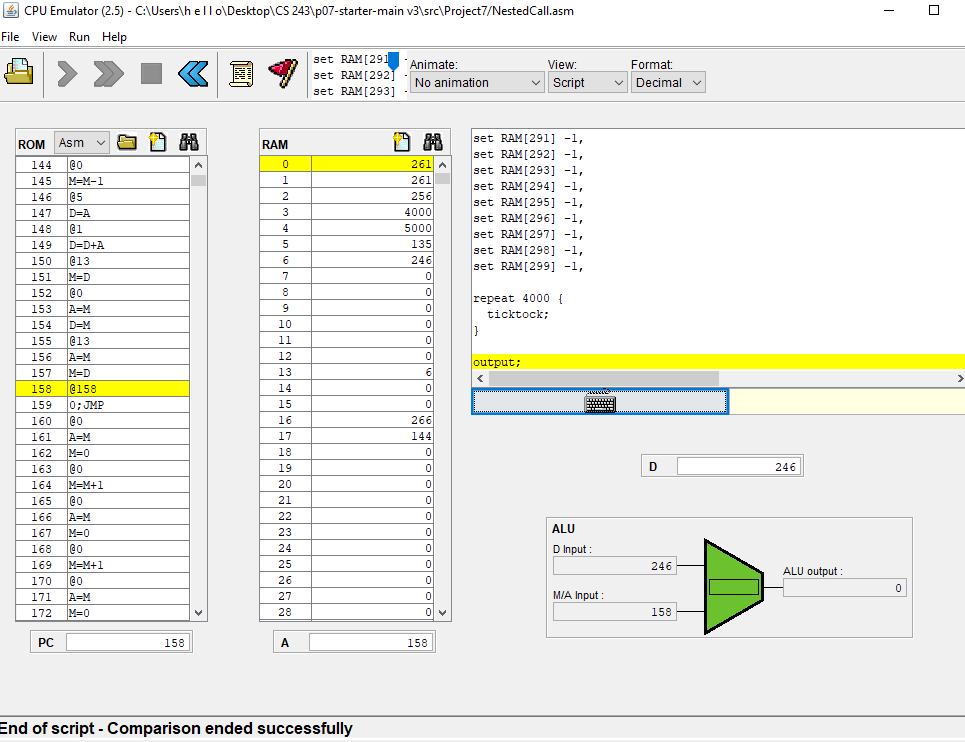 CPU Emulator (2.5) - C:\Users\h e l l o\Desktop\CS 243\p07-starter-main v3\src\Project7/NestedCall.asm
File View Run Help
set RAM[291] -
set RAM[292] -
set RAM[293] -
Animate:
No animation
View:
Script
Format:
Decimal
ROM Asm
144 @0
145 M=M-1
146 @5
147 D=A
148 @1
149 D=D+A
150 @13
151 M=D
152 @0
153 A=M
154 D=M
155 @13
156 A=M
157 M=D
158 @158
159 0;JMP
160 @0
161 A=M
162 M=0
163 @0
164 M=M+1
165 @0
166 A=M
167 M=0
168 @0
169 M=M+1
170 @0
171 A=M
172 M=0
PC 158
RAM
0 261
1 261
2 256
3 4000
4 5000
5 135
6 246
7 0
8 0
9 0
10 0
11 0
12 0
13 6
14 0
15 0
16 266
17 144
18 0
19 0
20 0
21 0
22 0
23 0
24 0
25 0
26 0
27 0
28 0
A 158
set RAM[291] -1,
set RAM[292] -1,
set RAM[293] -1,
set RAM[294] -1,
set RAM[295] -1,
set RAM[296] -1,
set RAM[297] -1,
set RAM[298] -1,
set RAM[299] -1,
repeat 4000 {
ticktock;
}
output;
D 246
ALU
D Input :
246
M/A Input :
158
ALU output :
0
End of script - Comparison ended successfully